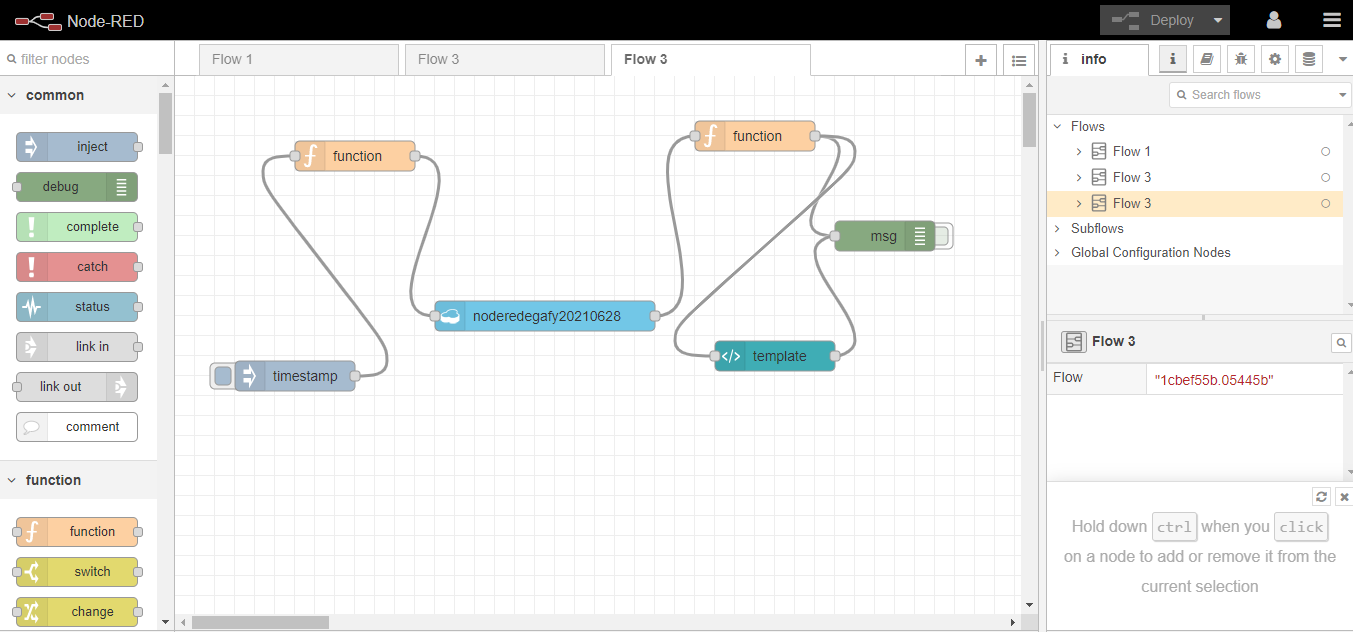 Node-RED
Deploy
filter nodes
Flow 1
Flow 3
Flow 3
i info
i
Search flows
common
inject
debug
complete
catch
status
link in
link out
comment
function
function
switch
change
function
function
msg
noderedegafy20210628
template
timestamp
Flows
Flow 1
Flow 3
Flow 3
Subflows
Global Configuration Nodes
Flow 3
Flow "1cbef55b.05445b"
Hold down ctrl when you click
on a node to add or remove it from the
current selection